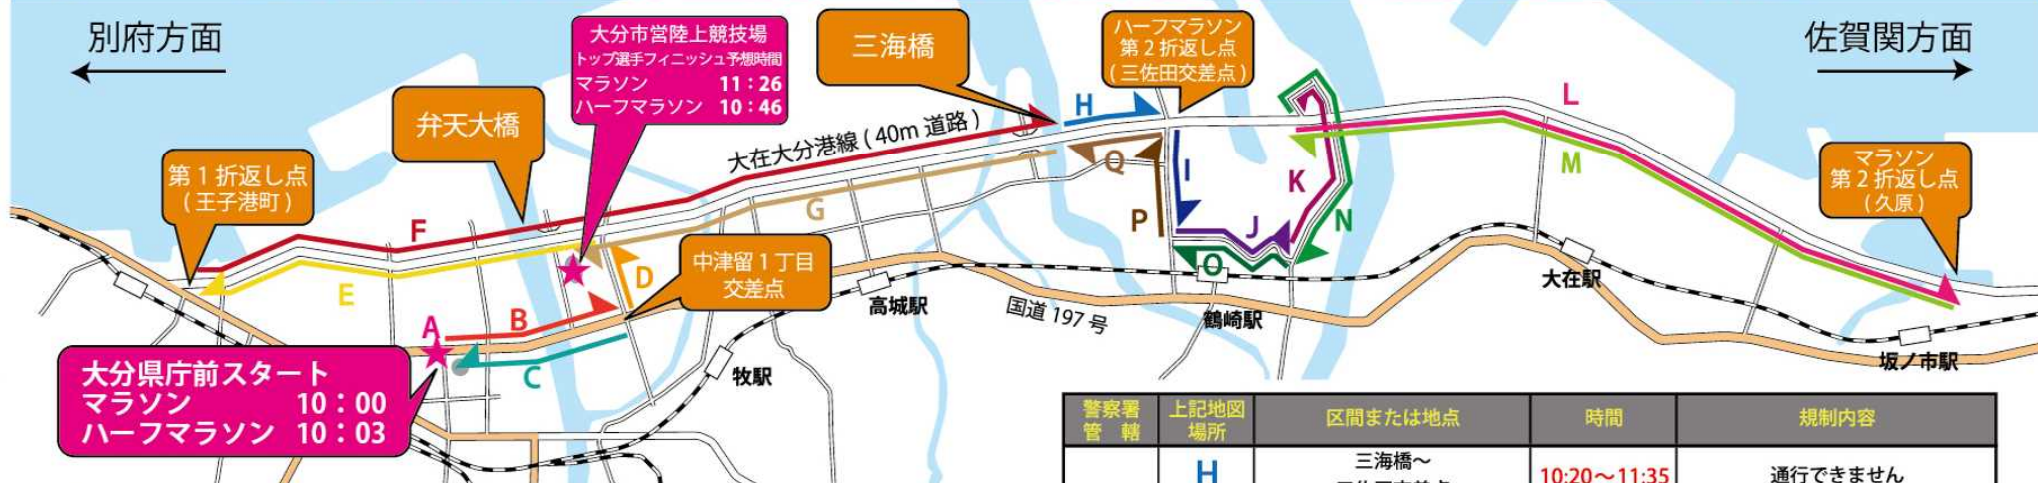 別府方面
大分市営陸上競技場
トップ選手フィニッシュ予想時間
マラソン 11：26
ハーフマラソン 10：46
三海橋
ハーフマラソン
第2折返し点
(三佐田交差点)
佐賀関方面
弁天大橋
大在大分港線(40m道路)
H
L
第1折返し点
(王子港町)
マラソン
第2折返し点
(久原)
Q
I
K
M
F
G
P
J
N
O
中津留1丁目
交差点
D
E
高城駅
国道197号
鶴崎駅
大在駅
坂ノ市駅
A
B
C
牧駅
大分県庁前スタート
マラソン 10：00
ハーフマラソン 10：03
警察署
管轄
上記地図
場所
区間または地点
時間
規制内容
H
三海橋〜
10:20〜11:35
通行できません